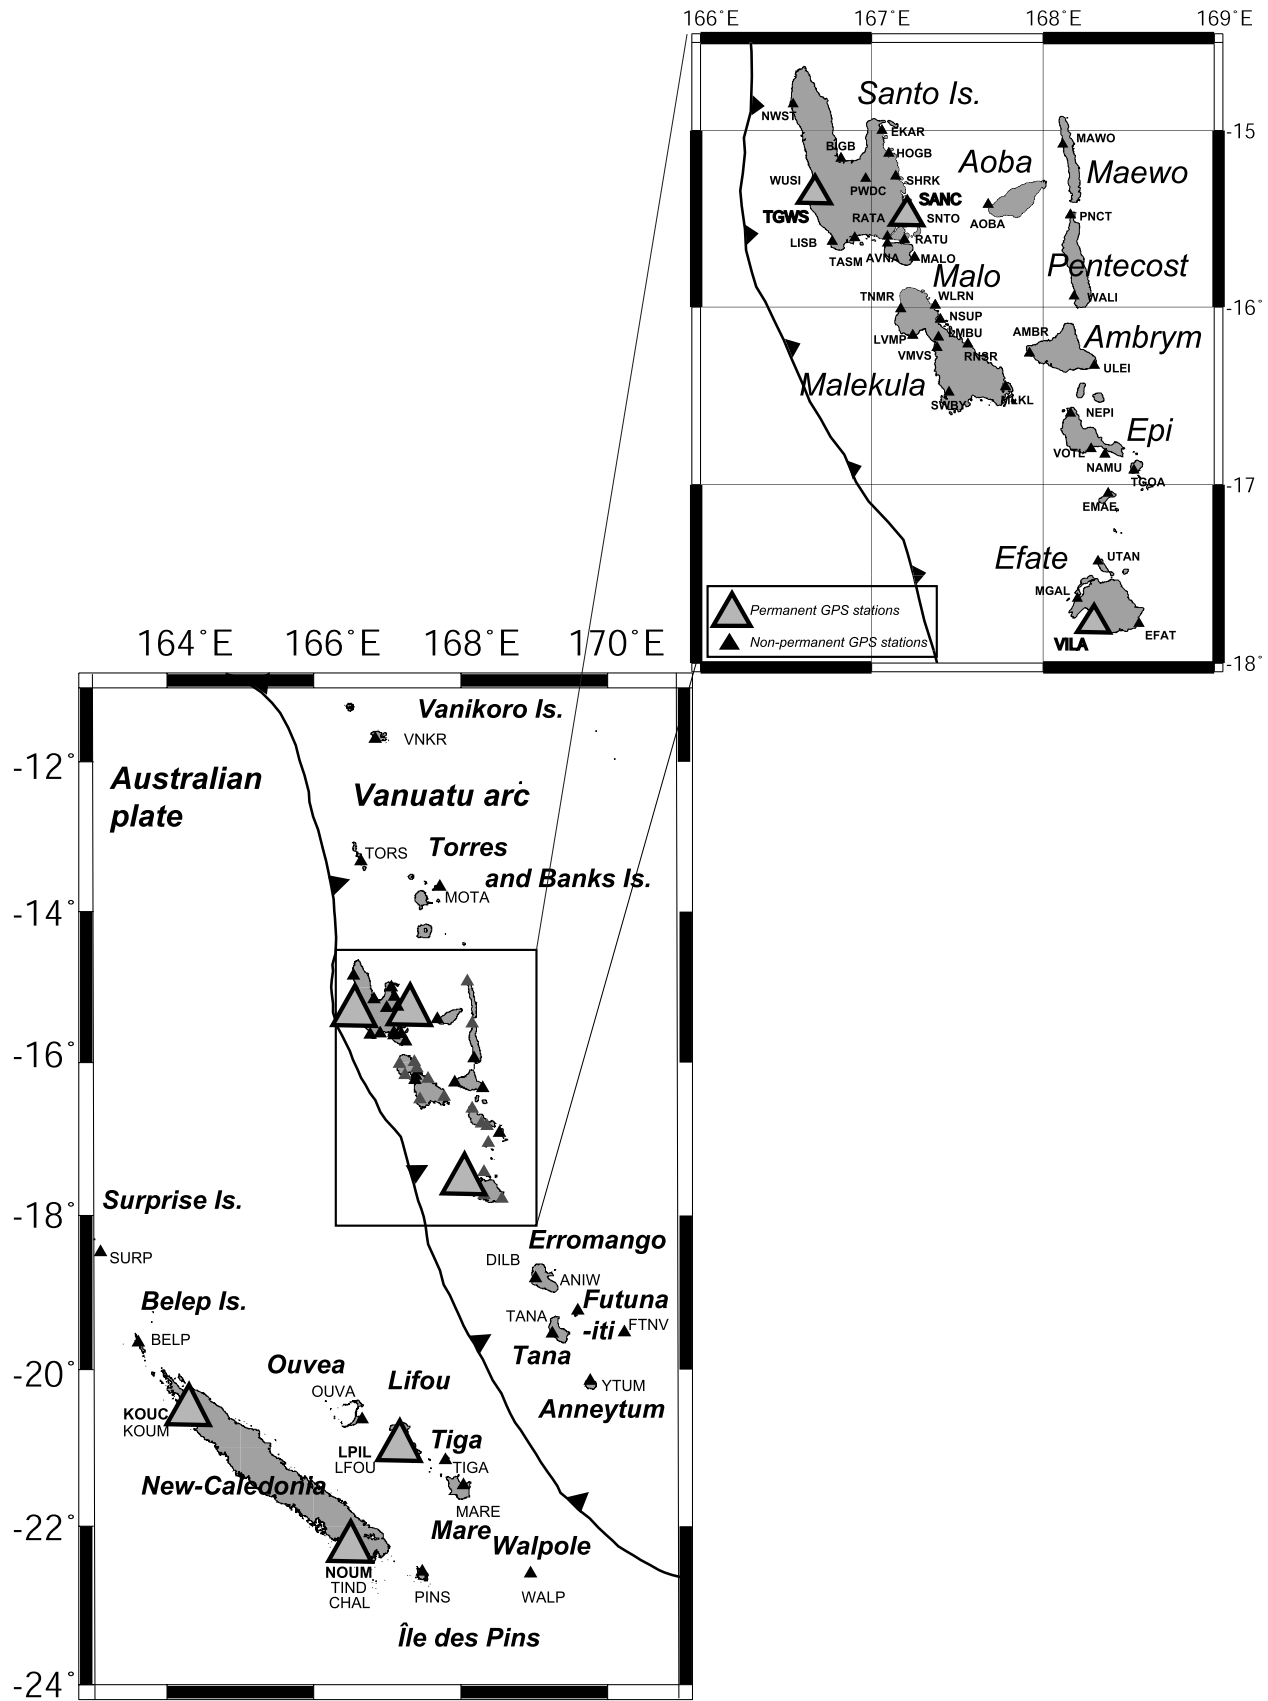 166°E
167°E
168°E
169°E
Santo Is.
NWST
EKAR
-15
MAWO
BIGB
HOGB
Aoba
Maewo
WUSI
PWDC
SHRK
TGWS
SANC
RATA
SNTO
AOBA
PNCT
LISB
RATU
TASM
AVNA
MALO
Malo
Pentecost
TNMR
WLRN
WALI
-16
NSUP
LVMP
LMBU
AMBR
Ambrym
VMVS
RNSR
ULEI
Malekula
SWBY
MLKL
NEPI
Epi
VOTL
NAMU
TGOA
-17
EMAE
Efate
UTAN
MGAL
Permanent GPS stations
EFAT
Non-permanent GPS stations
VILA
-18°
164°E
166°E
168°E
170°E
Vanikoro Is.
VNKR
-12°
Australian
plate
Vanuatu arc
TORS
Torres
and Banks Is.
MOTA
-14°
-16°
-18°
Surprise Is.
SURP
Erromango
DILB
ANIW
Belep Is.
Futuna
-iti
TANA
FTNV
BELP
Tana
-20°
Ouvea
OUVA
Lifou
YTUM
Anneytum
KOUC
KOUM
LPIL
LFOU
Tiga
TIGA
New-Caledonia
MARE
Mare
-22°
Walpole
NOUM
TIND
CHAL
PINS
WALP
Île des Pins
-24°